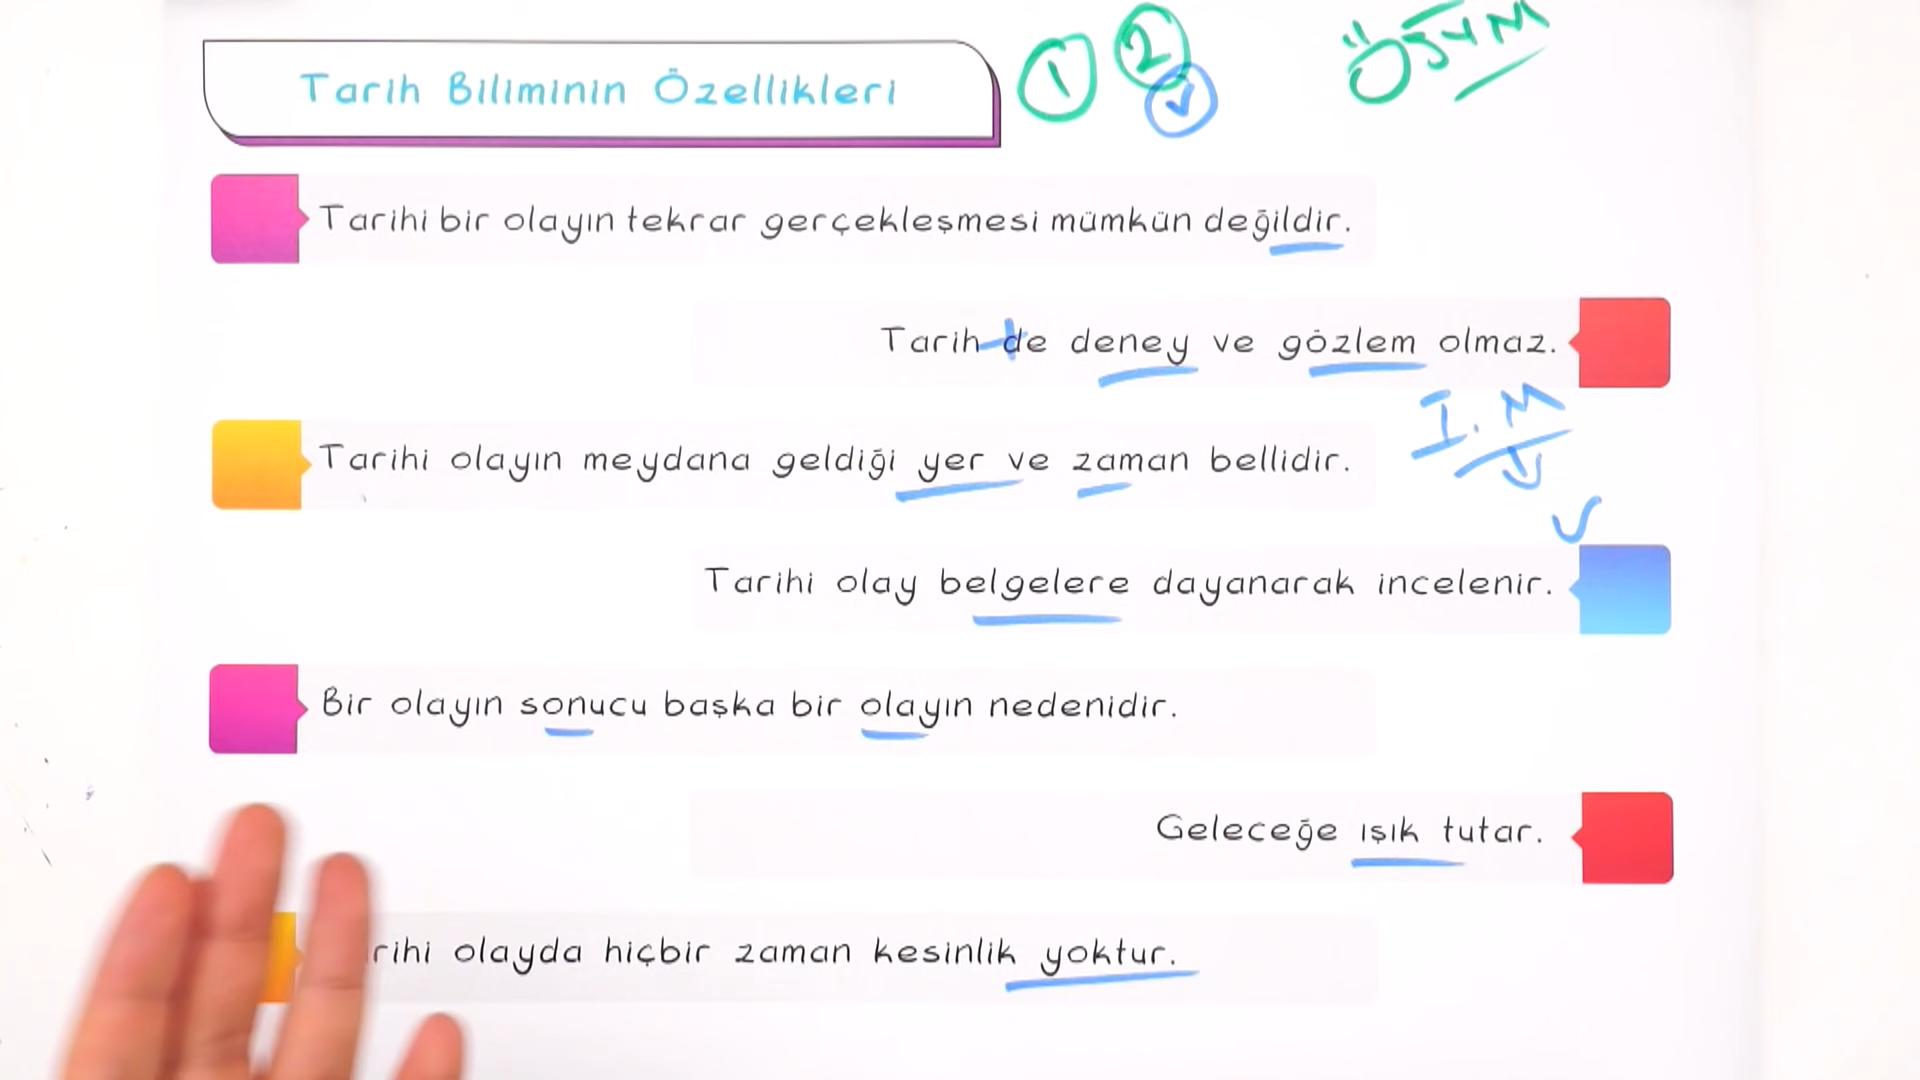 Tarih Biliminin Özellikleri
1 2
ÖSYM
Tarihi bir olayın tekrar gerçekleşmesi mümkün değildir.
Tarih de deney ve gözlem olmaz.
I. M
Tarihi olayın meydana geldiği yer ve zaman bellidir.
Tarihi olay belgelere dayanarak incelenir.
Bir olayın sonucu başka bir olayın nedenidir.
Geleceğe ışık tutar.
rihi olayda hiçbir zaman kesinlik yoktur.